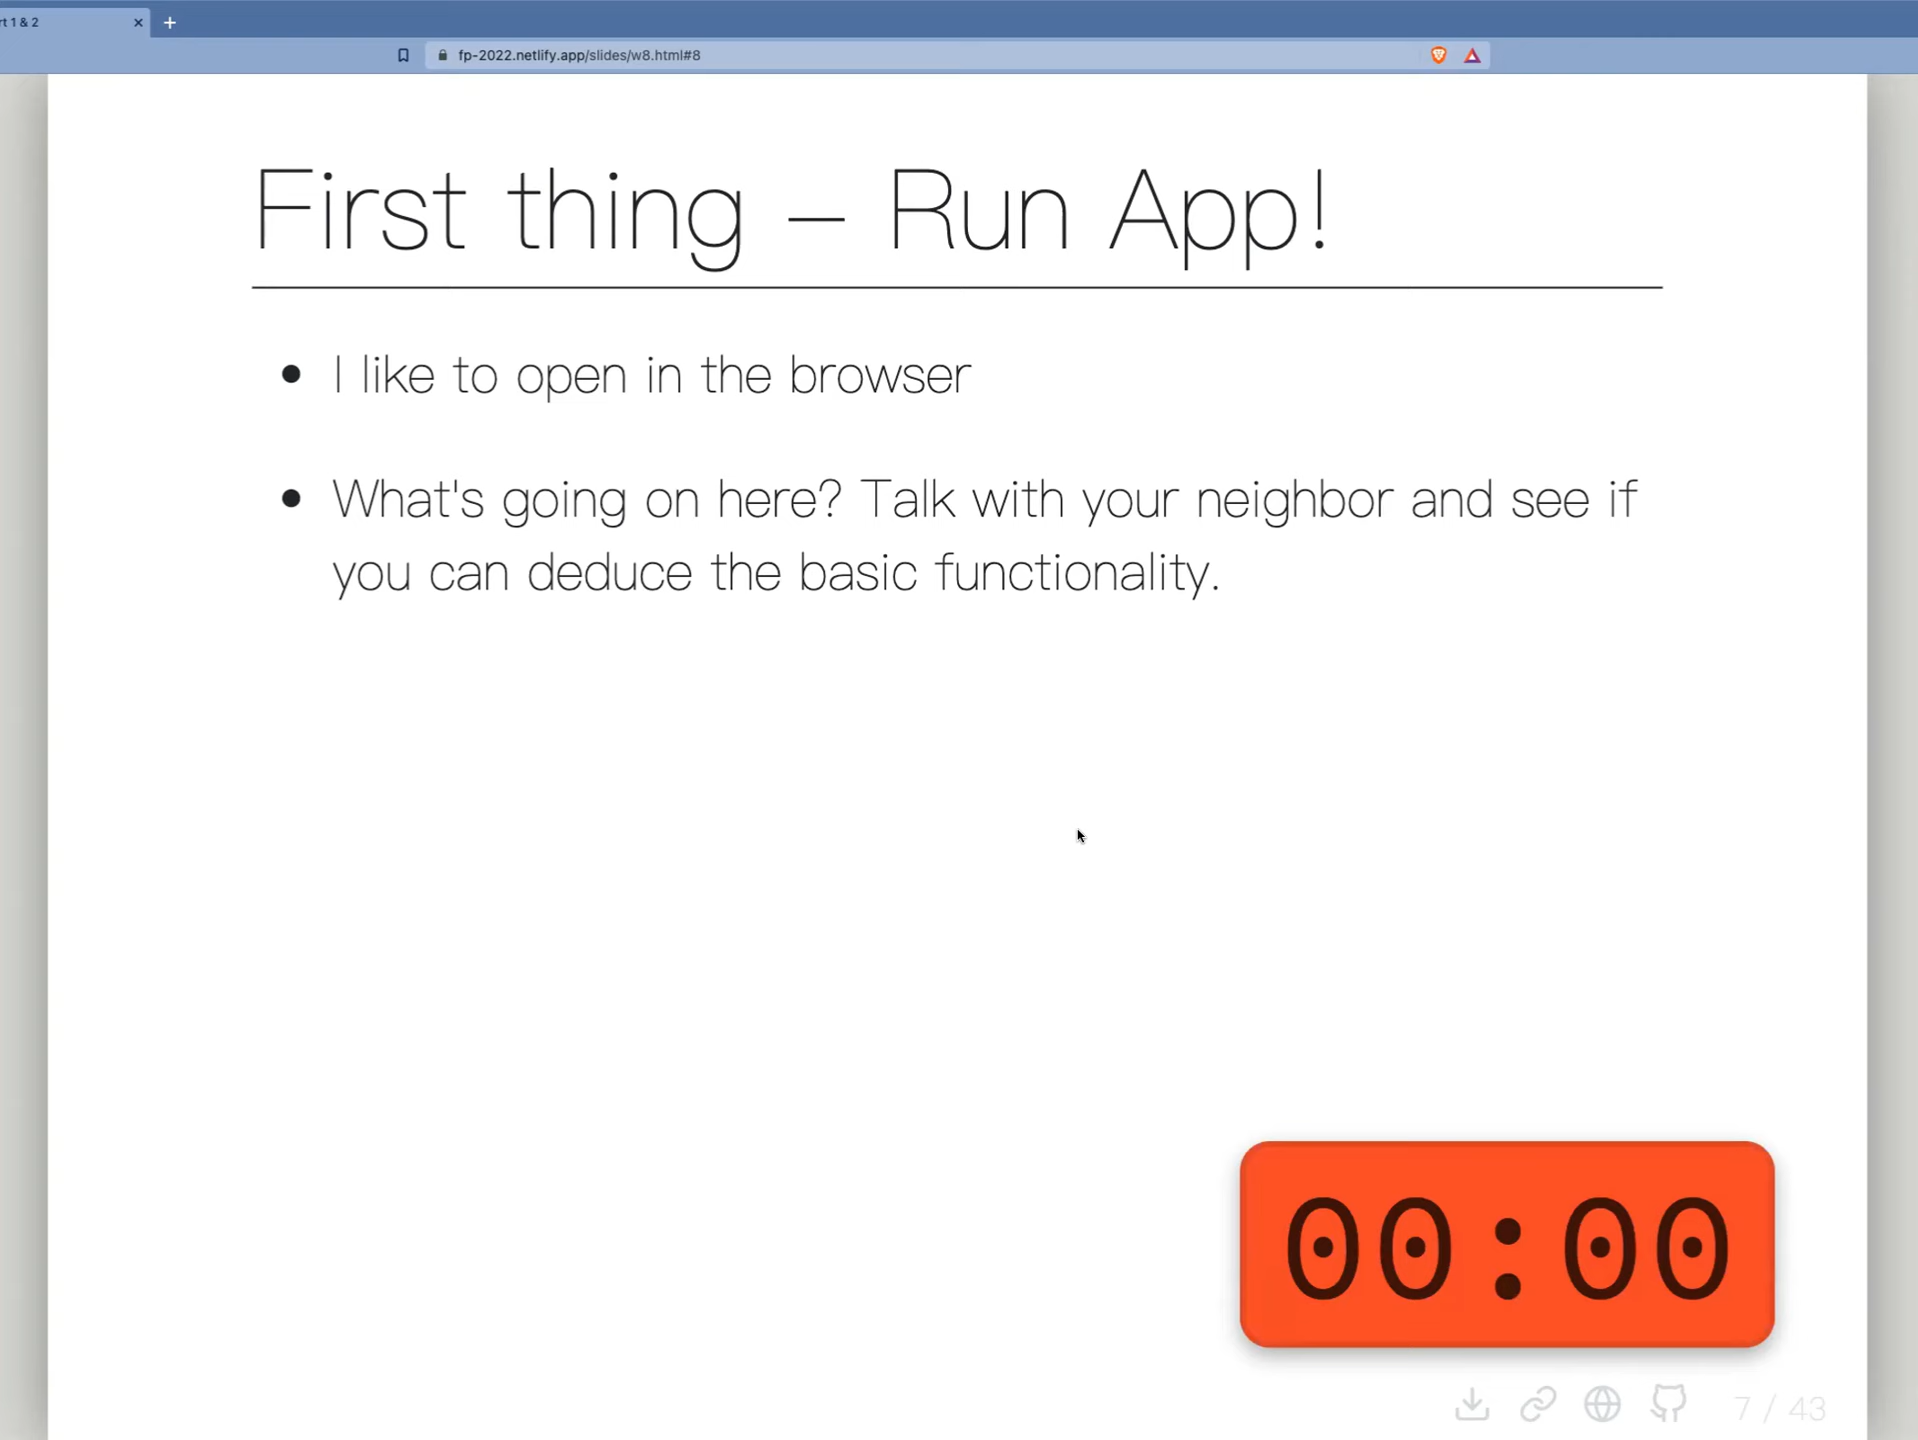 rt 1 & 2
fp-2022.netlify.app/slides/w8.html#8
First thing – Run App!
I like to open in the browser
What's going on here? Talk with your neighbor and see if
you can deduce the basic functionality.
00:00
7 / 43